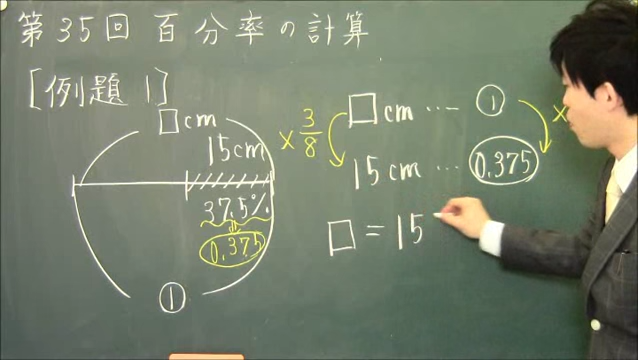 第35回 百分率の計算
[例題 1]
□cm
15cm
37.5%
0.375
①
×3/8
□cm … ①
×
15cm … 0.375
□=15